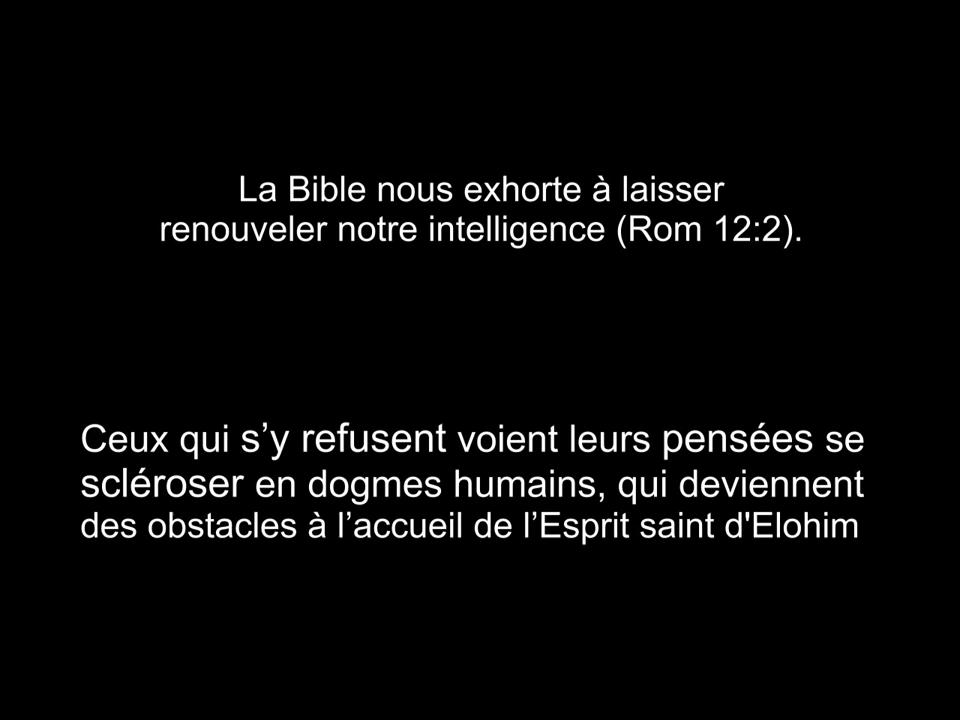 La Bible nous exhorte à laisser
renouveler notre intelligence (Rom 12:2).
Ceux qui s’y refusent voient leurs pensées se
scléroser en dogmes humains, qui deviennent
des obstacles à l’accueil de l’Esprit saint d'Elohim